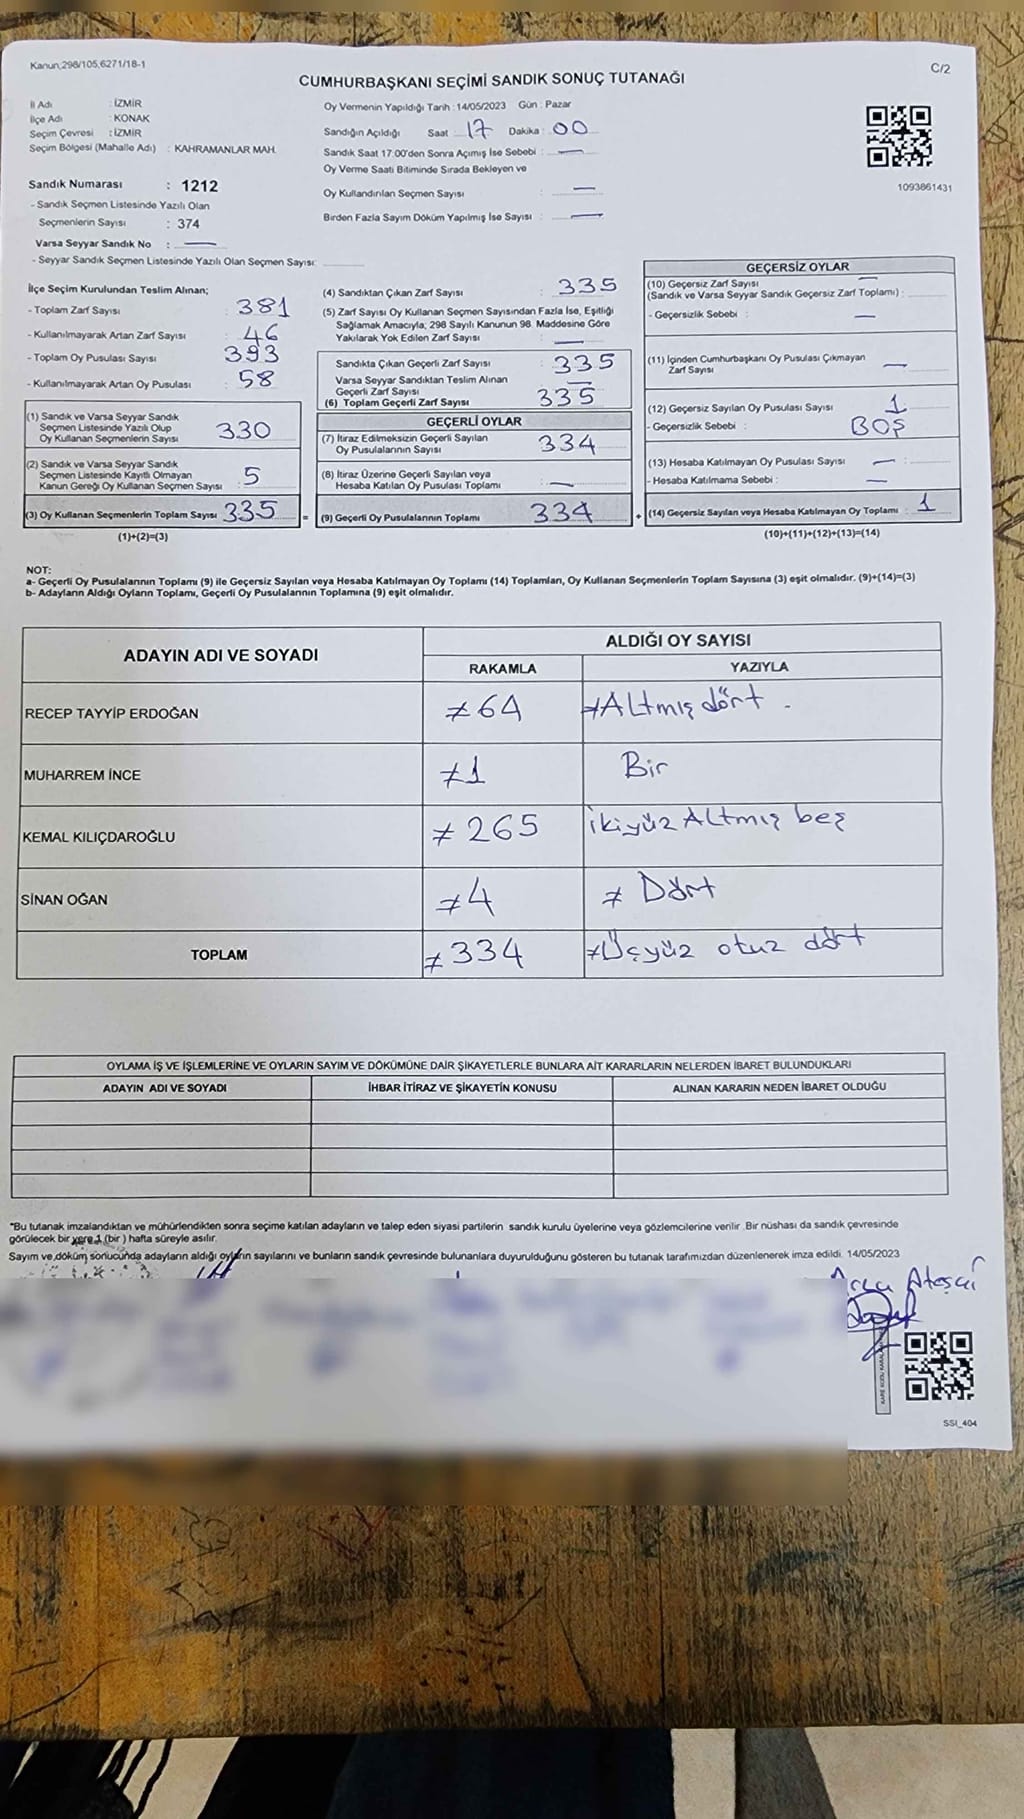 Kanun,298/105,6271/18-1
C/2
CUMHURBAŞKANI SEÇİMİ SANDIK SONUÇ TUTANAĞI
İl Adı : İZMİR
İlçe Adı : KONAK
Seçim Çevresi : İZMİR
Seçim Bölgesi (Mahalle Adı) : KAHRAMANLAR MAH.
Sandık Numarası : 1212
- Sandık Seçmen Listesinde Yazılı Olan
Seçmenlerin Sayısı : 374
Varsa Seyyar Sandık No : —
- Seyyar Sandık Seçmen Listesinde Yazılı Olan Seçmen Sayısı:
Oy Vermenin Yapıldığı Tarih : 14/05/2023 Gün : Pazar
Sandığın Açıldığı Saat : 17 Dakika : 00
Sandık Saat 17:00'den Sonra Açımış İse Sebebi : —
Oy Verme Saati Bitiminde Sırada Bekleyen ve
Oy Kullandırılan Seçmen Sayısı : —
Birden Fazla Sayım Döküm Yapılmış İse Sayısı : —
1093861431
İlçe Seçim Kurulundan Teslim Alınan;
- Toplam Zarf Sayısı : 381
- Kullanılmayarak Artan Zarf Sayısı : 46
- Toplam Oy Pusulası Sayısı : 393
- Kullanılmayarak Artan Oy Pusulası : 58
(1) Sandık ve Varsa Seyyar Sandık
Seçmen Listesinde Yazılı Olup
Oy Kullanan Seçmenlerin Sayısı : 330
(2) Sandık ve Varsa Seyyar Sandık
Seçmen Listesinde Kayıtlı Olmayan
Kanun Gereği Oy Kullanan Seçmen Sayısı : 5
(3) Oy Kullanan Seçmenlerin Toplam Sayısı : 335
(1)+(2)=(3)
(4) Sandıktan Çıkan Zarf Sayısı : 335
(5) Zarf Sayısı Oy Kullanan Seçmen Sayısından Fazla İse, Eşitliği
Sağlamak Amacıyla; 298 Sayılı Kanunun 98. Maddesine Göre
Yakılarak Yok Edilen Zarf Sayısı : —
Sandıkta Çıkan Geçerli Zarf Sayısı : 335
Varsa Seyyar Sandıktan Teslim Alınan
Geçerli Zarf Sayısı : —
(6) Toplam Geçerli Zarf Sayısı : 335
GEÇERLİ OYLAR
(7) İtiraz Edilmeksizin Geçerli Sayılan
Oy Pusulalarının Sayısı : 334
(8) İtiraz Üzerine Geçerli Sayılan veya
Hesaba Katılan Oy Pusulası Toplamı : —
= (9) Geçerli Oy Pusulalarının Toplamı : 334
GEÇERSİZ OYLAR
(10) Geçersiz Zarf Sayısı —
(Sandık ve Varsa Seyyar Sandık Geçersiz Zarf Toplamı) :
- Geçersizlik Sebebi : —
(11) İçinden Cumhurbaşkanı Oy Pusulası Çıkmayan
Zarf Sayısı : —
(12) Geçersiz Sayılan Oy Pusulası Sayısı : 1
- Geçersizlik Sebebi : BOŞ
(13) Hesaba Katılmayan Oy Pusulası Sayısı : —
- Hesaba Katılmama Sebebi : —
+ (14) Geçersiz Sayılan veya Hesaba Katılmayan Oy Toplamı : 1
(10)+(11)+(12)+(13)=(14)
NOT:
a- Geçerli Oy Pusulalarının Toplamı (9) ile Geçersiz Sayılan veya Hesaba Katılmayan Oy Toplamı (14) Toplamları, Oy Kullanan Seçmenlerin Toplam Sayısına (3) eşit olmalıdır. (9)+(14)=(3)
b- Adayların Aldığı Oyların Toplamı, Geçerli Oy Pusulalarının Toplamına (9) eşit olmalıdır.
ADAYIN ADI VE SOYADI
ALDIĞI OY SAYISI
RAKAMLA YAZIYLA
RECEP TAYYİP ERDOĞAN ≠64 ≠Altmış dört -
MUHARREM İNCE ≠1 Bir
KEMAL KILIÇDAROĞLU ≠265 ikiyüz Altmış beş
SİNAN OĞAN ≠4 ≠ Dört
TOPLAM ≠334 ≠Üçyüz otuz dört
OYLAMA İŞ VE İŞLEMLERİNE VE OYLARIN SAYIM VE DÖKÜMÜNE DAİR ŞİKAYETLERLE BUNLARA AİT KARARLARIN NELERDEN İBARET BULUNDUKLARI
ADAYIN ADI VE SOYADI İHBAR İTİRAZ VE ŞİKAYETİN KONUSU ALINAN KARARIN NEDEN İBARET OLDUĞU
"Bu tutanak imzalandıktan ve mühürlendikten sonra seçime katılan adayların ve talep eden siyasi partilerin sandık kurulu üyelerine veya gözlemcilerine verilir. Bir nüshası da sandık çevresinde
görülecek bir yere 1 (bir) hafta süreyle asılır.
Sayım ve döküm sonucunda adayların aldığı oyların sayılarını ve bunların sandık çevresinde bulunanlara duyurulduğunu gösteren bu tutanak tarafımızdan düzenlenerek imza edildi. 14/05/2023
SSI_404